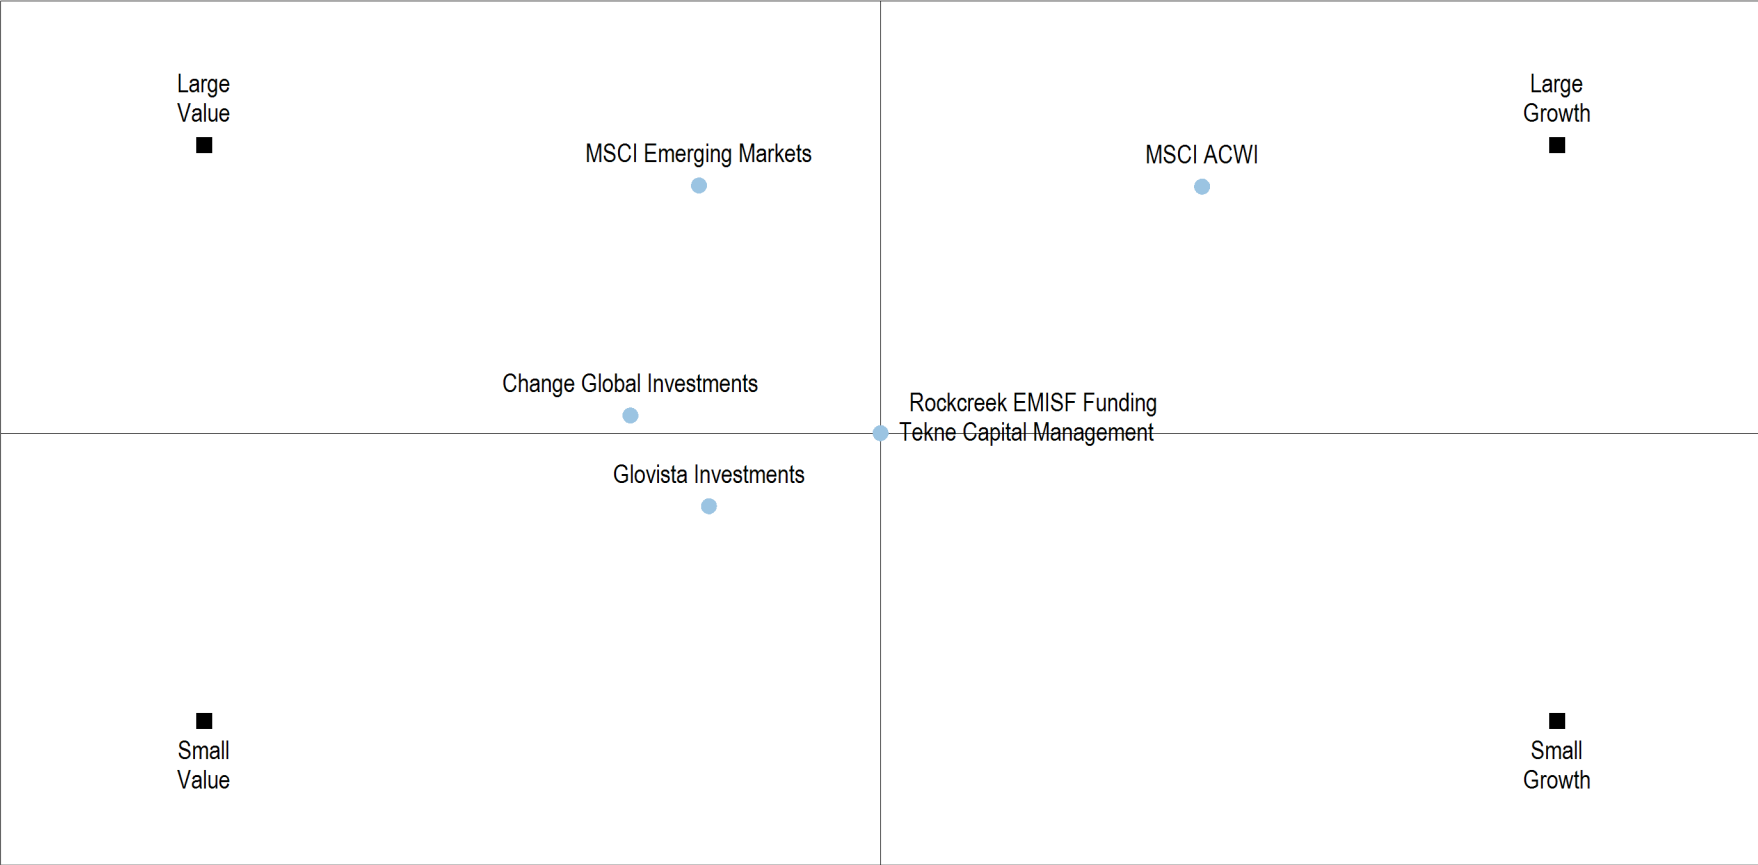 Large
Value
Large
Growth
MSCI Emerging Markets
MSCI ACWI
Change Global Investments
Rockcreek EMISF Funding
Tekne Capital Management
Glovista Investments
Small
Value
Small
Growth